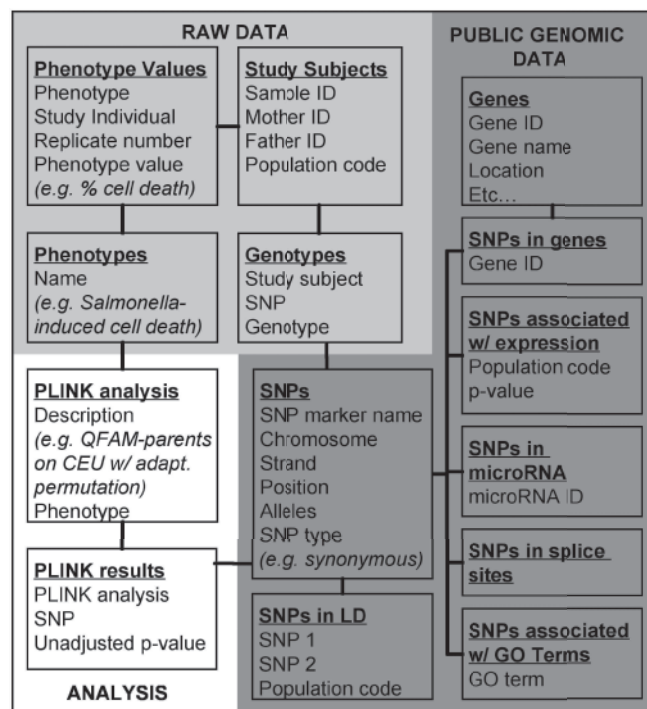 RAW DATA
Phenotype Values
Phenotype
Study Individual
Replicate number
Phenotype value
(e.g. % cell death)
Study Subjects
Sample ID
Mother ID
Father ID
Population code
Phenotypes
Name
(e.g. Salmonella-
induced cell death)
Genotypes
Study subject
SNP
Genotype
PLINK analysis
Description
(e.g. QFAM-parents
on CEU w/ adapt.
permutation)
Phenotype
PLINK results
PLINK analysis
SNP
Unadjusted p-value
ANALYSIS
SNPs
SNP marker name
Chromosome
Strand
Position
Alleles
SNP type
(e.g. synonymous)
SNPs in LD
SNP 1
SNP 2
Population code
PUBLIC GENOMIC
DATA
Genes
Gene ID
Gene name
Location
Etc...
SNPs in genes
Gene ID
SNPs associated
w/ expression
Population code
p-value
SNPs in
microRNA
microRNA ID
SNPs in splice
sites
SNPs associated
w/ GO Terms
GO term